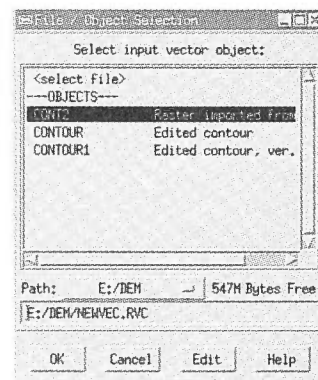 File / Object Selection
Select input vector object:
<select file>
---OBJECTS---
CONT2 Raster imported from
CONTOUR Edited contour
CONTOUR1 Edited contour, ver.
Path: E:/DEM 547M Bytes Free
E:/DEM/NEWVEC.RVC
OK Cancel Edit Help